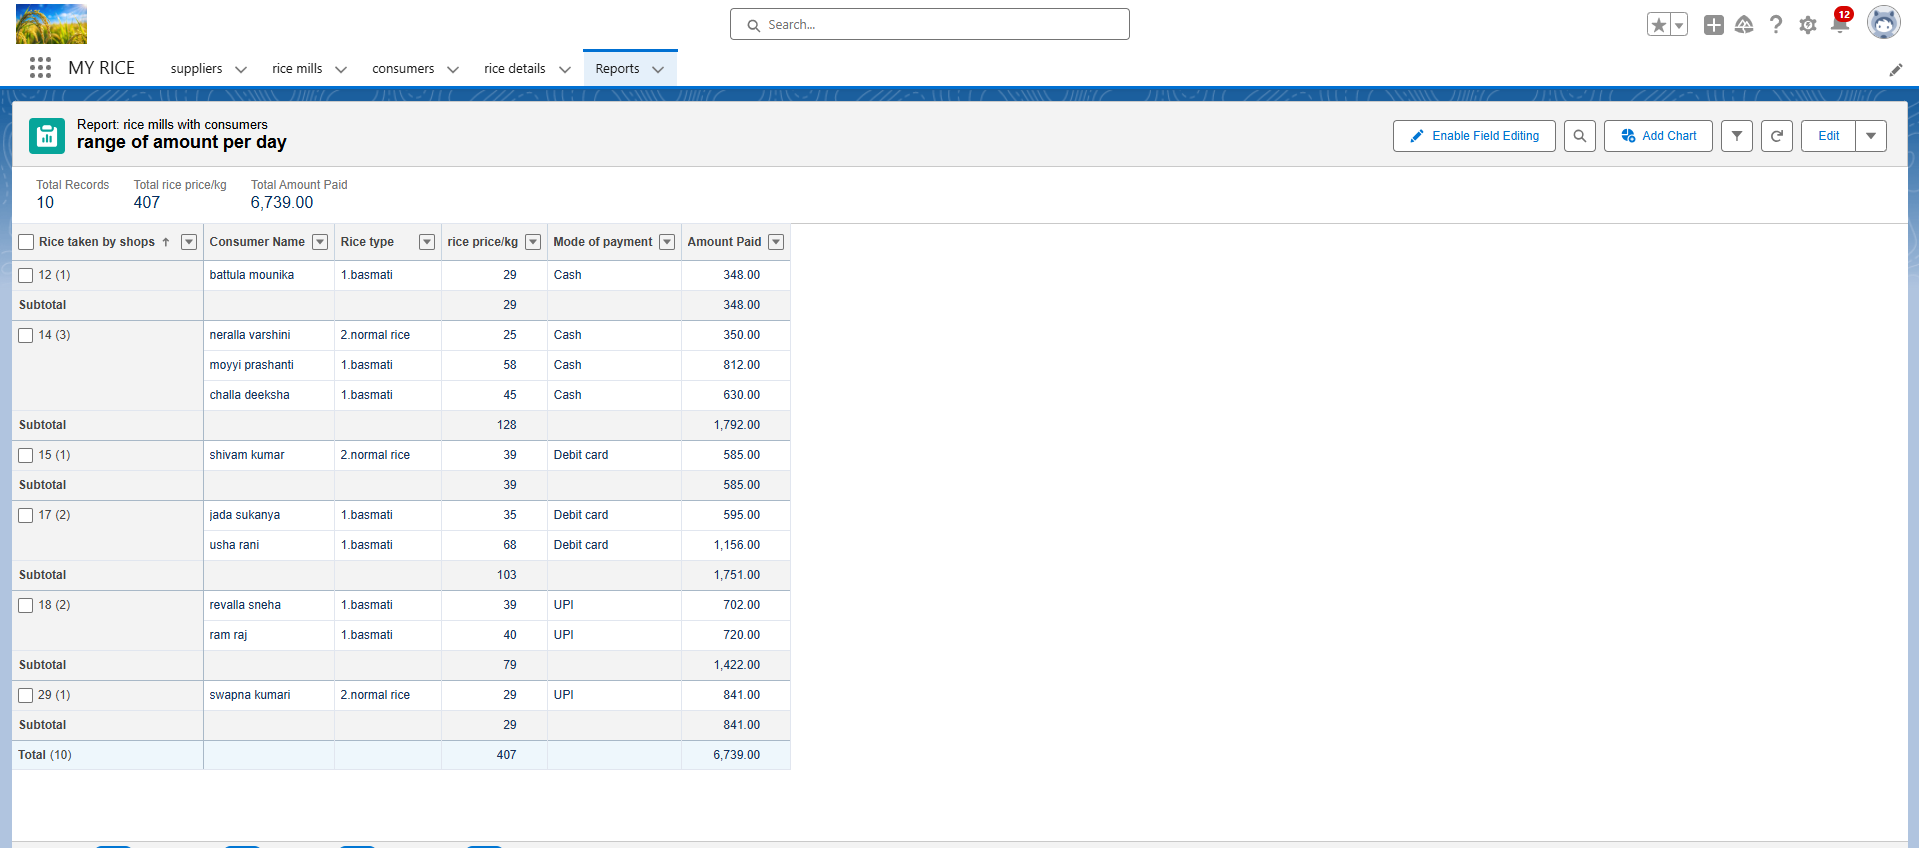 Search...
12
MY RICE
suppliers
rice mills
consumers
rice details
Reports
Report: rice mills with consumers
range of amount per day
Enable Field Editing
Add Chart
Edit
Total Records
Total rice price/kg
Total Amount Paid
10
407
6,739.00
Rice taken by shops ↑ Consumer Name Rice type rice price/kg Mode of payment Amount Paid
12 (1) battula mounika 1.basmati 29 Cash 348.00
Subtotal 29 348.00
14 (3) neralla varshini 2.normal rice 25 Cash 350.00
moyyi prashanti 1.basmati 58 Cash 812.00
challa deeksha 1.basmati 45 Cash 630.00
Subtotal 128 1,792.00
15 (1) shivam kumar 2.normal rice 39 Debit card 585.00
Subtotal 39 585.00
17 (2) jada sukanya 1.basmati 35 Debit card 595.00
usha rani 1.basmati 68 Debit card 1,156.00
Subtotal 103 1,751.00
18 (2) revalla sneha 1.basmati 39 UPI 702.00
ram raj 1.basmati 40 UPI 720.00
Subtotal 79 1,422.00
29 (1) swapna kumari 2.normal rice 29 UPI 841.00
Subtotal 29 841.00
Total (10) 407 6,739.00